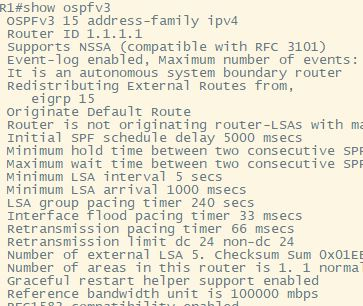 R1#show ospfv3
OSPFv3 15 address-family ipv4
Router ID 1.1.1.1
Supports NSSA (compatible with RFC 3101)
Event-log enabled, Maximum number of events:
It is an autonomous system boundary router
Redistributing External Routes from,
eigrp 15
Originate Default Route
Router is not originating router-LSAs with ma
Initial SPF schedule delay 5000 msecs
Minimum hold time between two consecutive SPF
Maximum wait time between two consecutive SPF
Minimum LSA interval 5 secs
Minimum LSA arrival 1000 msecs
LSA group pacing timer 240 secs
Interface flood pacing timer 33 msecs
Retransmission pacing timer 66 msecs
Retransmission limit dc 24 non-dc 24
Number of external LSA 5. Checksum Sum 0x01EE
Number of areas in this router is 1. 1 normal
Graceful restart helper support enabled
Reference bandwidth unit is 100000 mbps
RFC1583 compatibility enabled